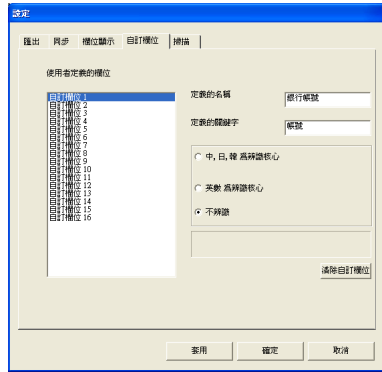 設定
匯出 同步 欄位顯示 自訂欄位 掃描
使用者定義的欄位
自訂欄位 1
自訂欄位 2
自訂欄位 3
自訂欄位 4
自訂欄位 5
自訂欄位 6
自訂欄位 7
自訂欄位 8
自訂欄位 9
自訂欄位 10
自訂欄位 11
自訂欄位 12
自訂欄位 13
自訂欄位 14
自訂欄位 15
自訂欄位 16
定義的名稱 銀行帳號
定義的關鍵字 帳號
中, 日, 韓 為辨識核心
英數 為辨識核心
不辨識
清除自訂欄位
套用 確定 取消